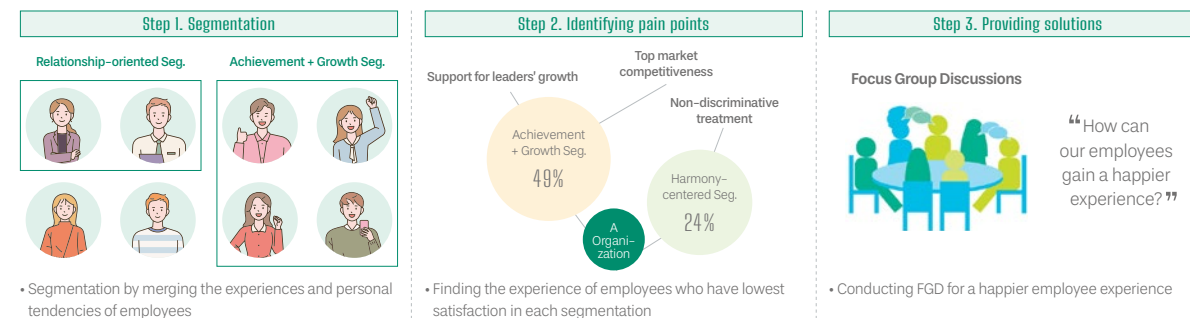 Step 1. Segmentation
Relationship-oriented Seg.
Achievement + Growth Seg.
• Segmentation by merging the experiences and personal
tendencies of employees
Step 2. Identifying pain points
Support for leaders' growth
Top market
competitiveness
Non-discriminative
treatment
Achievement
+ Growth Seg.
49%
Harmony-
centered Seg.
24%
A
Organi-
zation
• Finding the experience of employees who have lowest
satisfaction in each segmentation
Step 3. Providing solutions
Focus Group Discussions
“How can
our employees
gain a happier
experience?”
• Conducting FGD for a happier employee experience